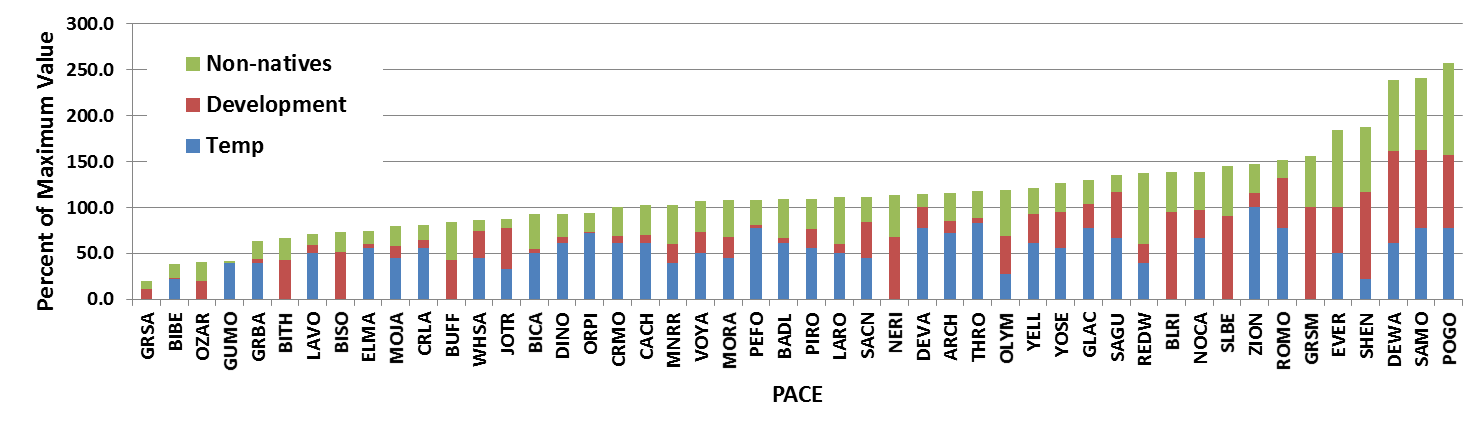 Percent of Maximum Value
300.0
250.0
200.0
150.0
100.0
50.0
0.0
Non-natives
Development
Temp
GRSA
BIBE
OZAR
GUMO
GRBA
BITH
LAVO
BISO
ELMA
MOJA
CRLA
BUFF
WHSA
JOTR
BICA
DINO
ORPI
CRMO
CACH
MNRR
VOYA
MORA
PEFO
BADL
PIRO
LARO
SACN
NERI
DEVA
ARCH
THRO
OLYM
YELL
YOSE
GLAC
SAGU
REDW
BLRI
NOCA
SLBE
ZION
ROMO
GRSM
EVER
SHEN
DEWA
SAMO
POGO
PACE